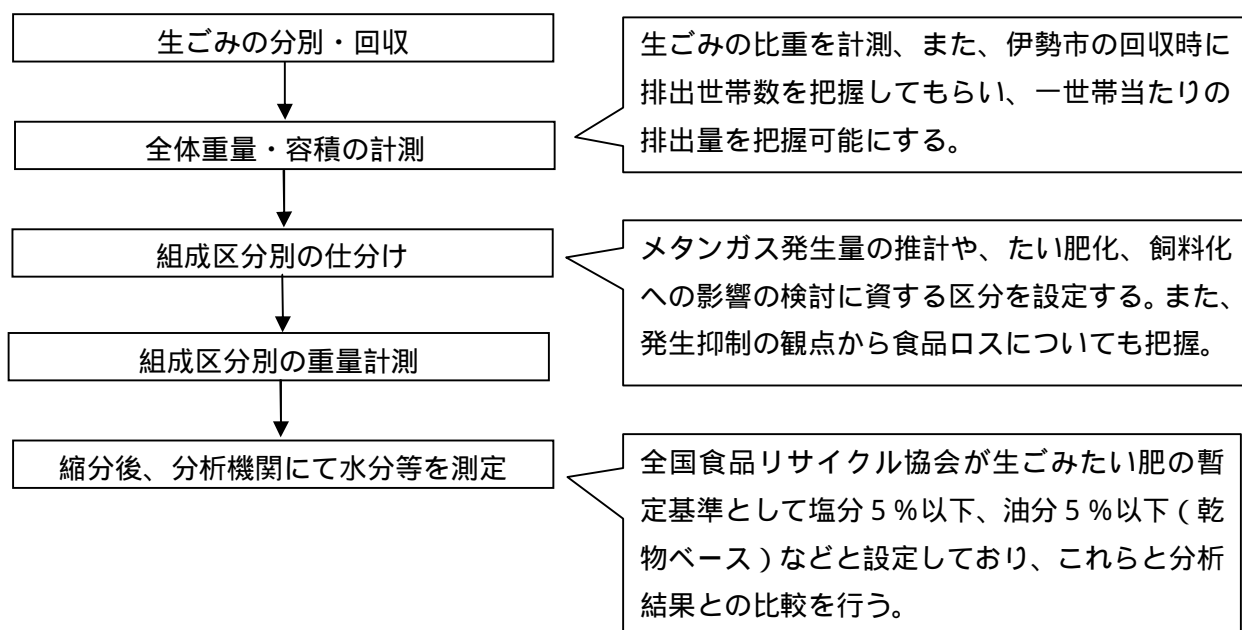 生ごみの分別・回収
生ごみの比重を計測、また、伊勢市の回収時に
排出世帯数を把握してもらい、一世帯当たりの
排出量を把握可能にする。
全体重量・容積の計測
組成区分別の仕分け
メタンガス発生量の推計や、たい肥化、飼料化
への影響の検討に資する区分を設定する。また、
発生抑制の観点から食品ロスについても把握。
組成区分別の重量計測
縮分後、分析機関にて水分等を測定
全国食品リサイクル協会が生ごみたい肥の暫
定基準として塩分５％以下、油分５％以下（乾
物ベース）などと設定しており、これらと分析
結果との比較を行う。